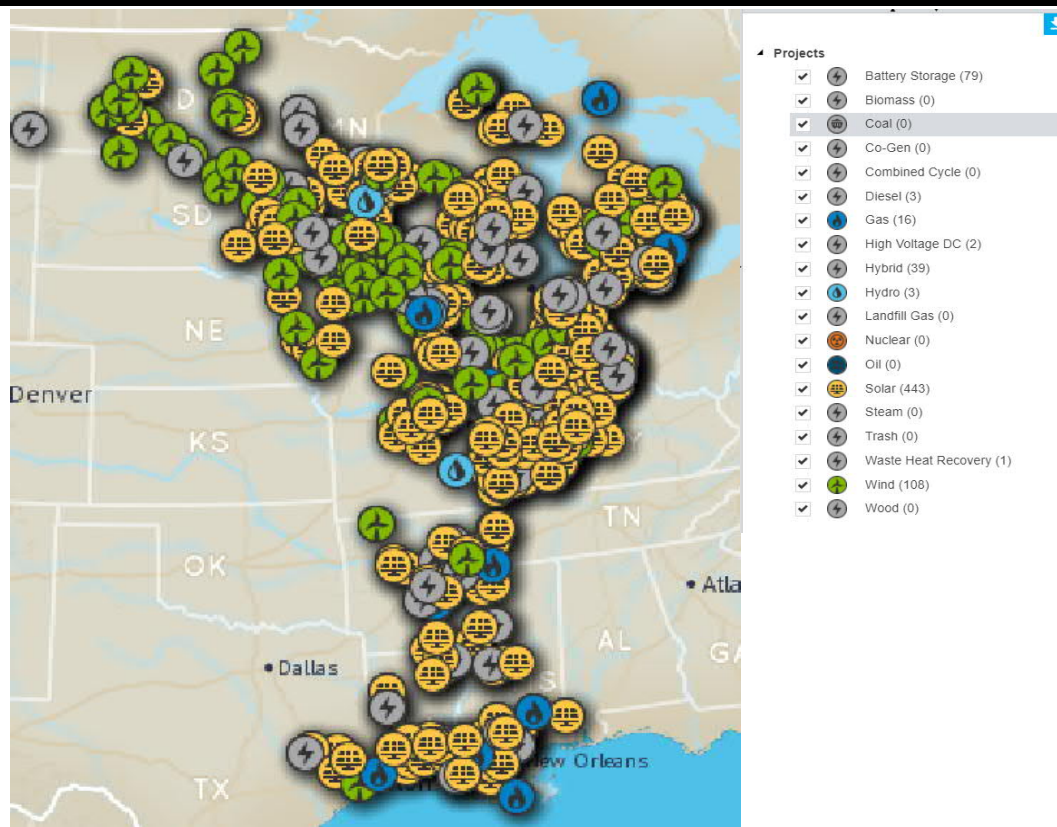 D
MN
SD
NE
Denver
KS
TN
OK
Atla
AL
GA
Dallas
S
ew Orleans
TX
Projects
Battery Storage (79)
Biomass (0)
Coal (0)
Co-Gen (0)
Combined Cycle (0)
Diesel (3)
Gas (16)
High Voltage DC (2)
Hybrid (39)
Hydro (3)
Landfill Gas (0)
Nuclear (0)
Oil (0)
Solar (443)
Steam (0)
Trash (0)
Waste Heat Recovery (1)
Wind (108)
Wood (0)